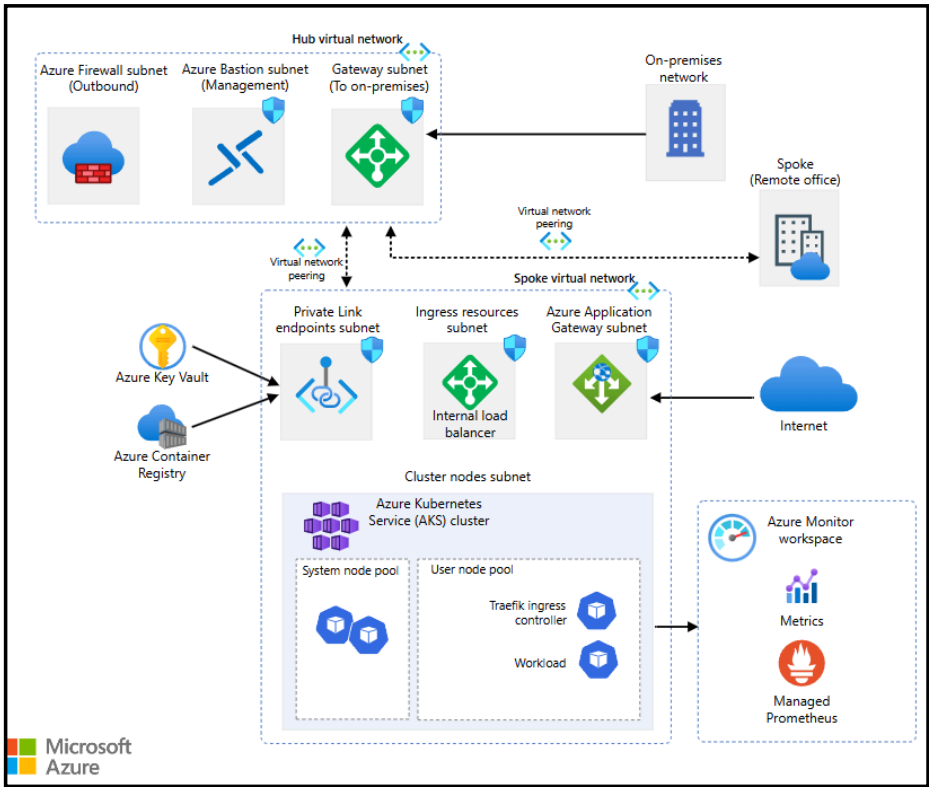 Hub virtual network
Azure Firewall subnet
(Outbound)
Azure Bastion subnet
(Management)
Gateway subnet
(To on-premises)
On-premises
network
Spoke
(Remote office)
Virtual network
peering
Virtual network
peering
Spoke virtual network
Private Link
endpoints subnet
Ingress resources
subnet
Azure Application
Gateway subnet
Azure Key Vault
Internal load
balancer
Internet
Azure Container
Registry
Cluster nodes subnet
Azure Kubernetes
Service (AKS) cluster
System node pool
User node pool
Traefik ingress
controller
Workload
Azure Monitor
workspace
Metrics
Managed
Prometheus
Microsoft
Azure